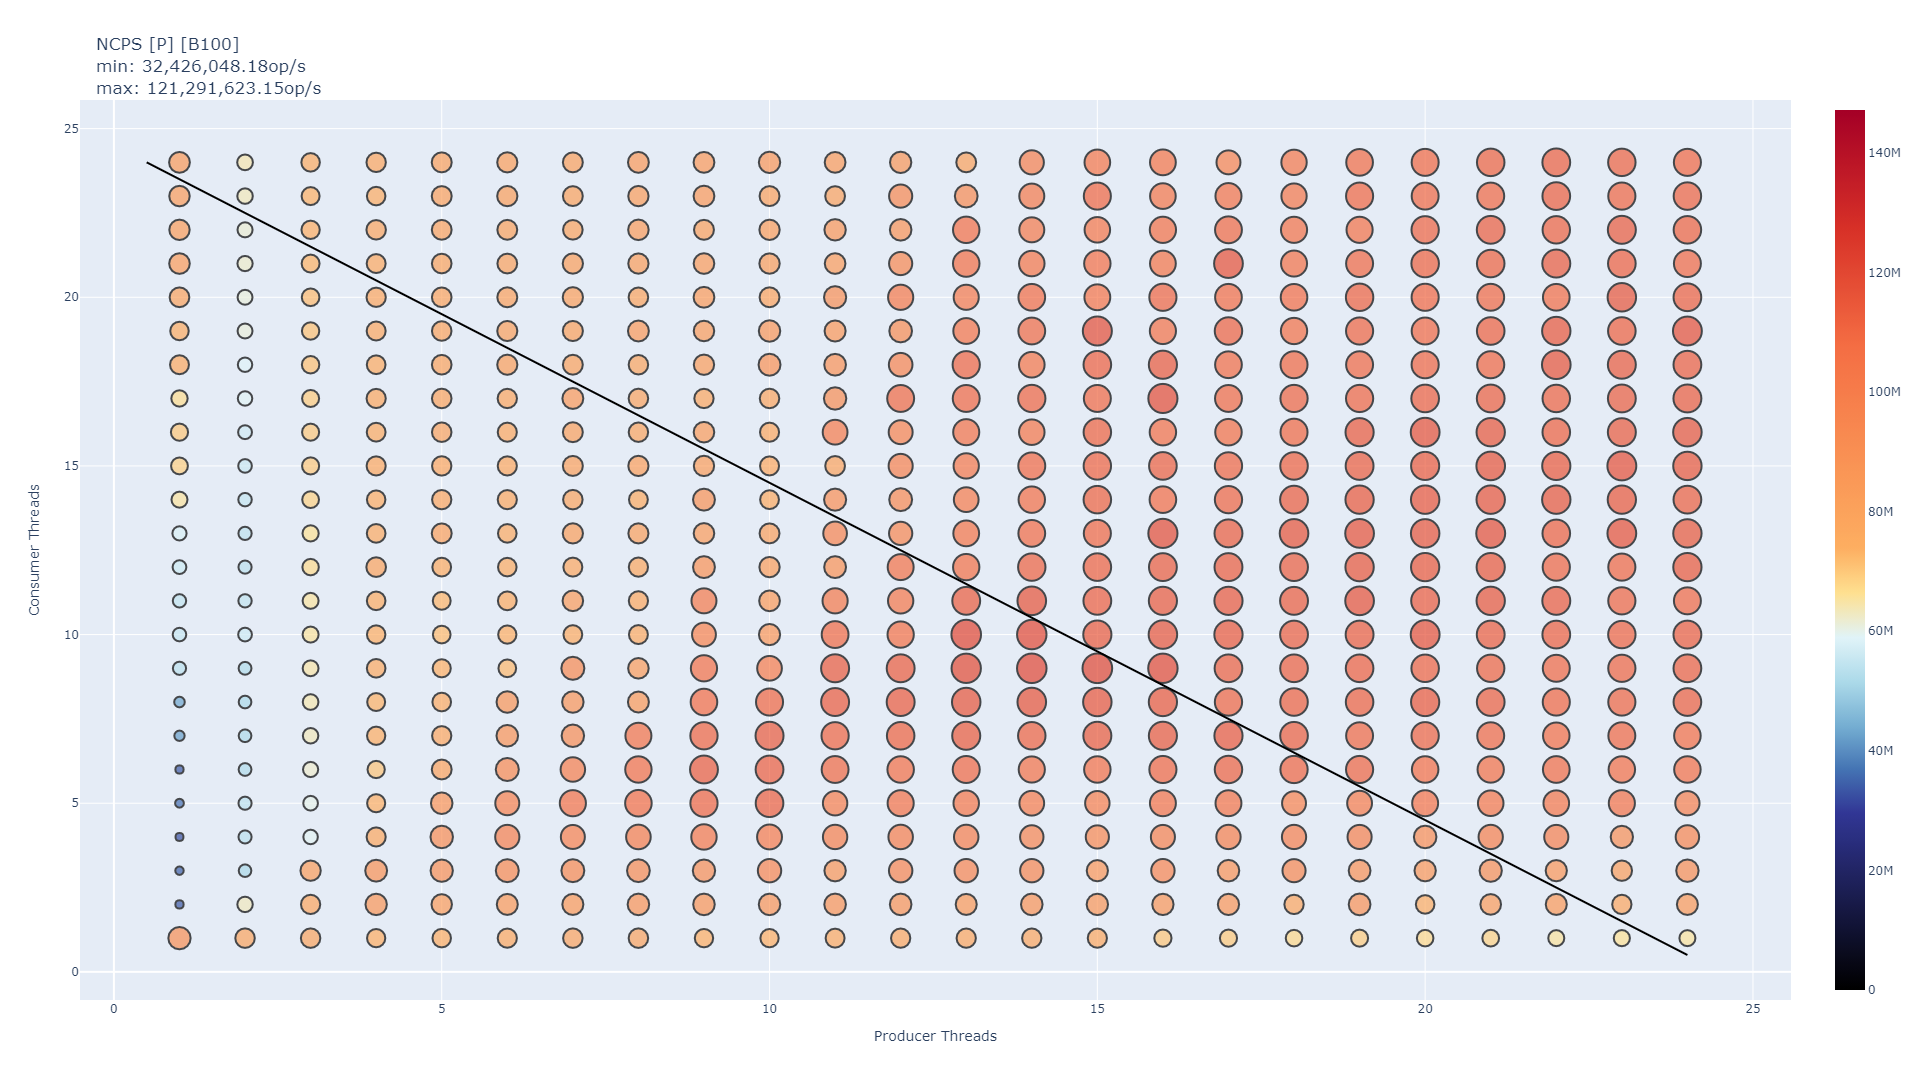 NCPS [P] [B100]
min: 32,426,048.18op/s
max: 121,291,623.15op/s
25
20
15
10
5
0
Consumer Threads
0
5
10
15
20
25
Producer Threads
140M
120M
100M
80M
60M
40M
20M
0